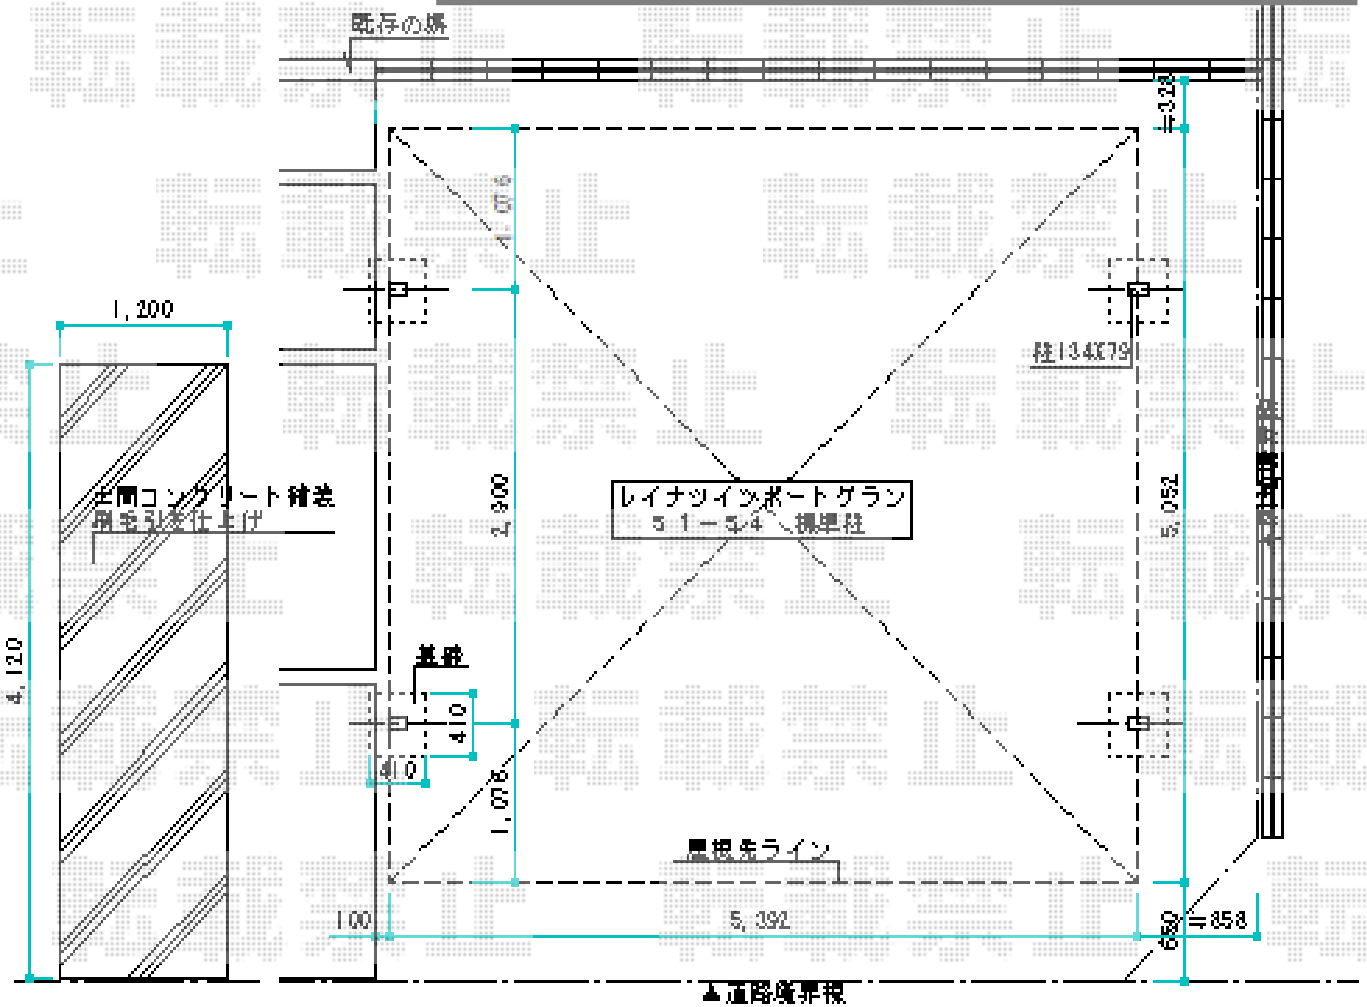 既存の塀
≒328
1,076
1,200
柱134X79
土間コンクリート舗装
刷毛引き仕上げ
レイナツインポートグラン
51-54 標準柱
2,900
5,052
4,120
基礎
410
410
1,076
屋根先ライン
100
5,392
650
≒858
▲道路境界線
転載禁止